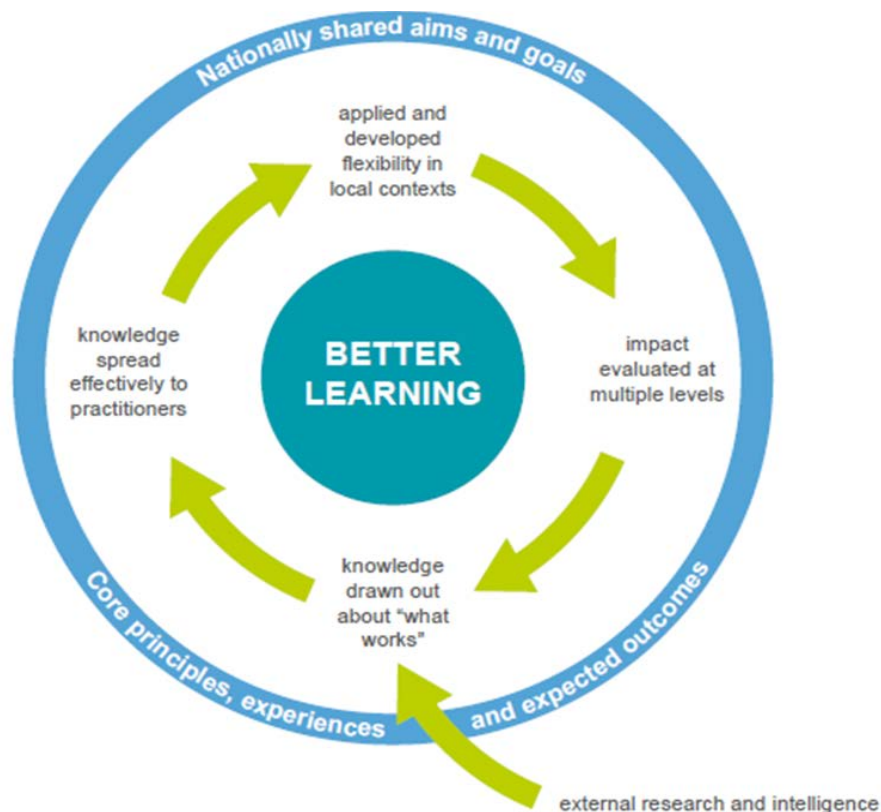 Nationally shared aims and goals
applied and
developed
flexibility in
local contexts
knowledge
spread
effectively to
practitioners
BETTER
LEARNING
impact
evaluated at
multiple levels
knowledge
drawn out
about “what
works”
Core principles, experiences and expected outcomes
external research and intelligence